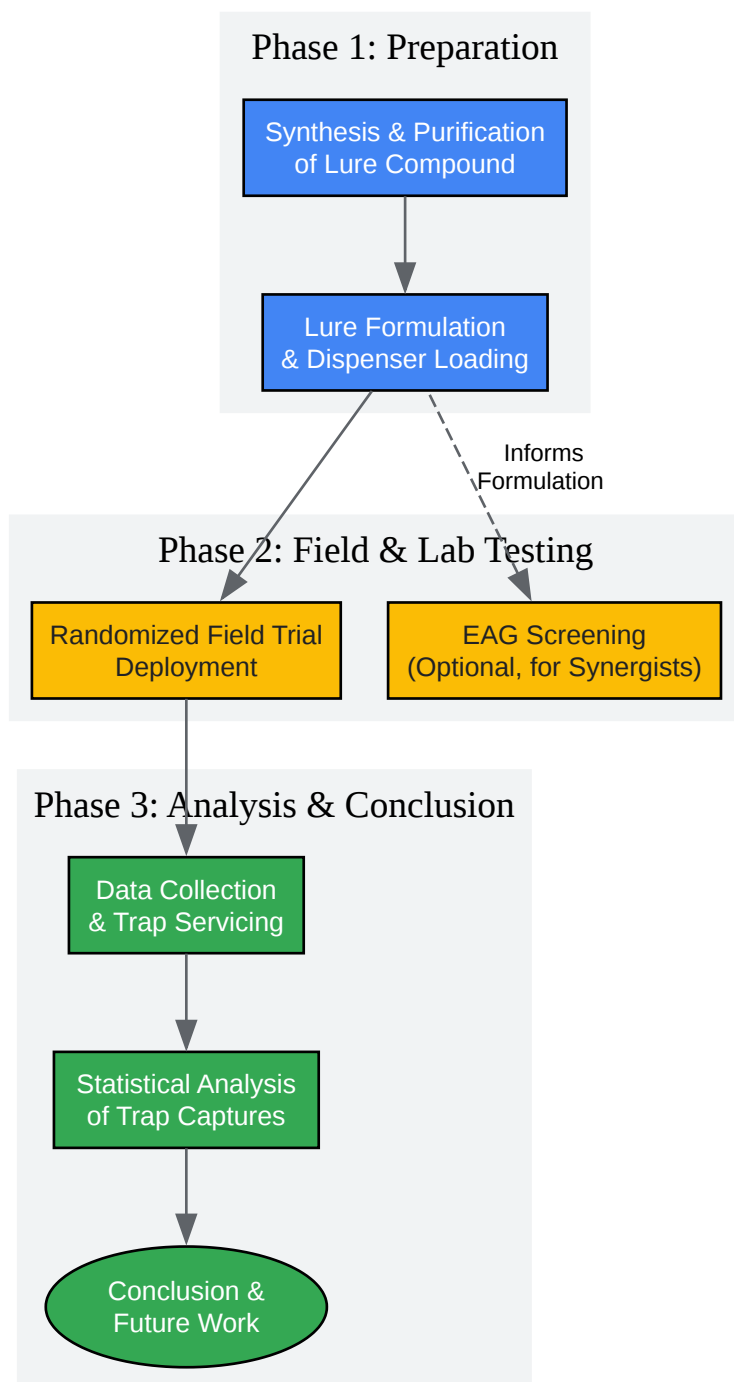 Phase 1: Preparation
Synthesis & Purification
of Lure Compound
Lure Formulation
& Dispenser Loading
Informs
Formulation
Phase 2: Field & Lab Testing
Randomized Field Trial
Deployment
EAG Screening
(Optional, for Synergists)
Phase 3: Analysis & Conclusion
Data Collection
& Trap Servicing
Statistical Analysis
of Trap Captures
Conclusion &
Future Work